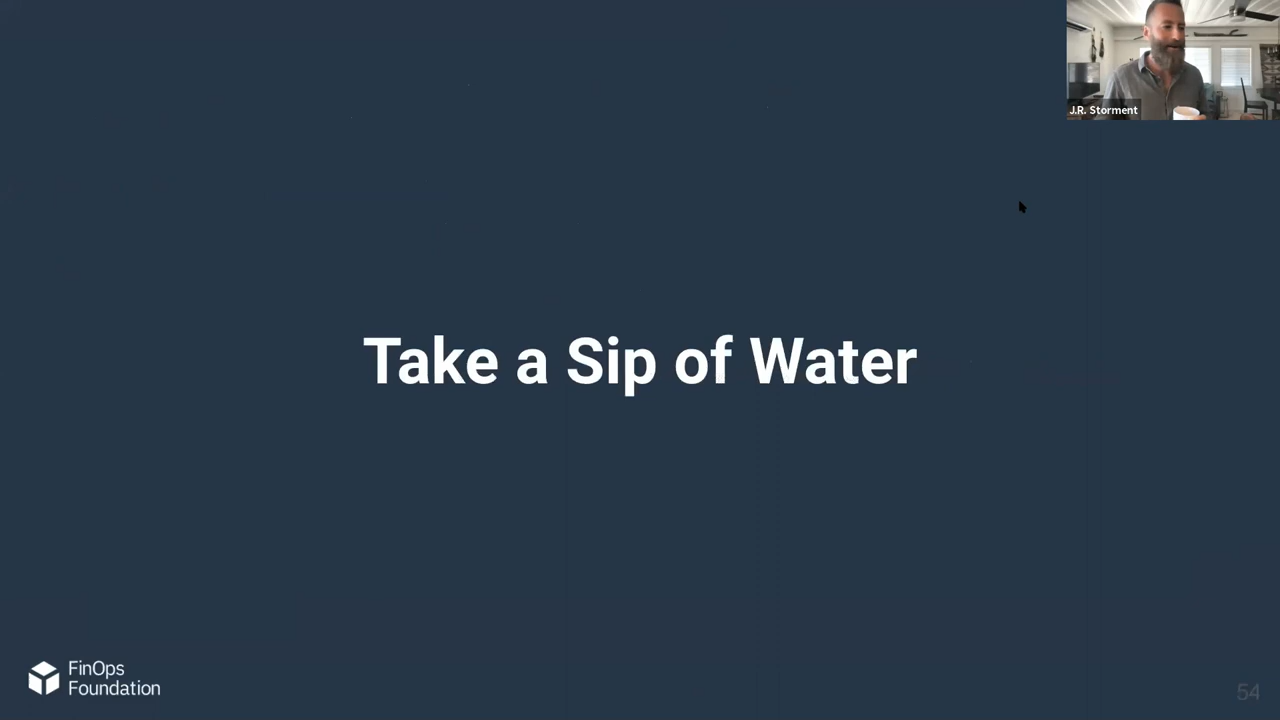 J.R. Storment
Take a Sip of Water
FinOps
Foundation
54